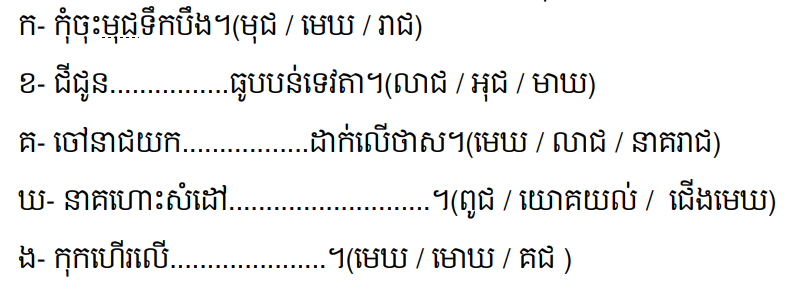 ក- កុំចុះមុជទឹកបឹង។(មុជ / មេឃ / រាជ)
ខ- ជីដូន................ធូបបន់ទេវតា។(លាជ / អុជ / មាឃ)
គ- ចៅនាជយក.................ដាក់លើថាស។(មេឃ / លាជ / នាគរាជ)
ឃ- នាគហោះសំដៅ...........................។(ពូជ / យោគយល់ /  ជើងមេឃ)
ង- កុកហើរលើ.....................។(មេឃ / មោឃ / គជ )